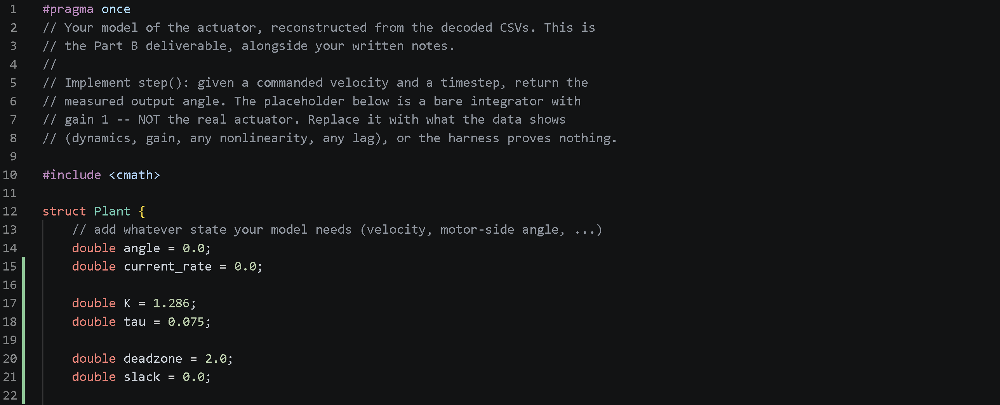 1 #pragma once
2 // Your model of the actuator, reconstructed from the decoded CSVs. This is
3 // the Part B deliverable, alongside your written notes.
4 //
5 // Implement step(): given a commanded velocity and a timestep, return the
6 // measured output angle. The placeholder below is a bare integrator with
7 // gain 1 -- NOT the real actuator. Replace it with what the data shows
8 // (dynamics, gain, any nonlinearity, any lag), or the harness proves nothing.
9
10 #include <cmath>
11
12 struct Plant {
13     // add whatever state your model needs (velocity, motor-side angle, ...)
14     double angle = 0.0;
15     double current_rate = 0.0;
16
17     double K = 1.286;
18     double tau = 0.075;
19
20     double deadzone = 2.0;
21     double slack = 0.0;
22